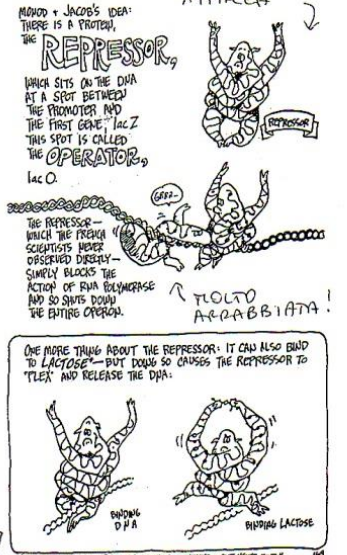 MONOD & JACOB'S IDEA:
THERE IS A PROTEIN,
THE
REPRESSOR,
WHICH SITS ON THE DNA
AT A SPOT BETWEEN
THE PROMOTER AND
THE FIRST GENE, lac Z
THIS SPOT IS CALLED
THE OPERATOR,
lac O.
REPRESSOR
GRRR-
THE REPRESSOR—
WHICH THE FRENCH
SCIENTISTS NEVER
OBSERVED DIRECTLY—
SIMPLY BLOCKS THE
ACTION OF RNA POLYMERASE
AND SO SHUTS DOWN
THE ENTIRE OPERON.
MOLTO
ARRABBIATA!
ONE MORE THING ABOUT THE REPRESSOR: IT CAN ALSO BIND
TO LACTOSE*—BUT DOING SO CAUSES THE REPRESSOR TO
"FLEX" AND RELEASE THE DNA:
BINDING
DNA
BINDING LACTOSE